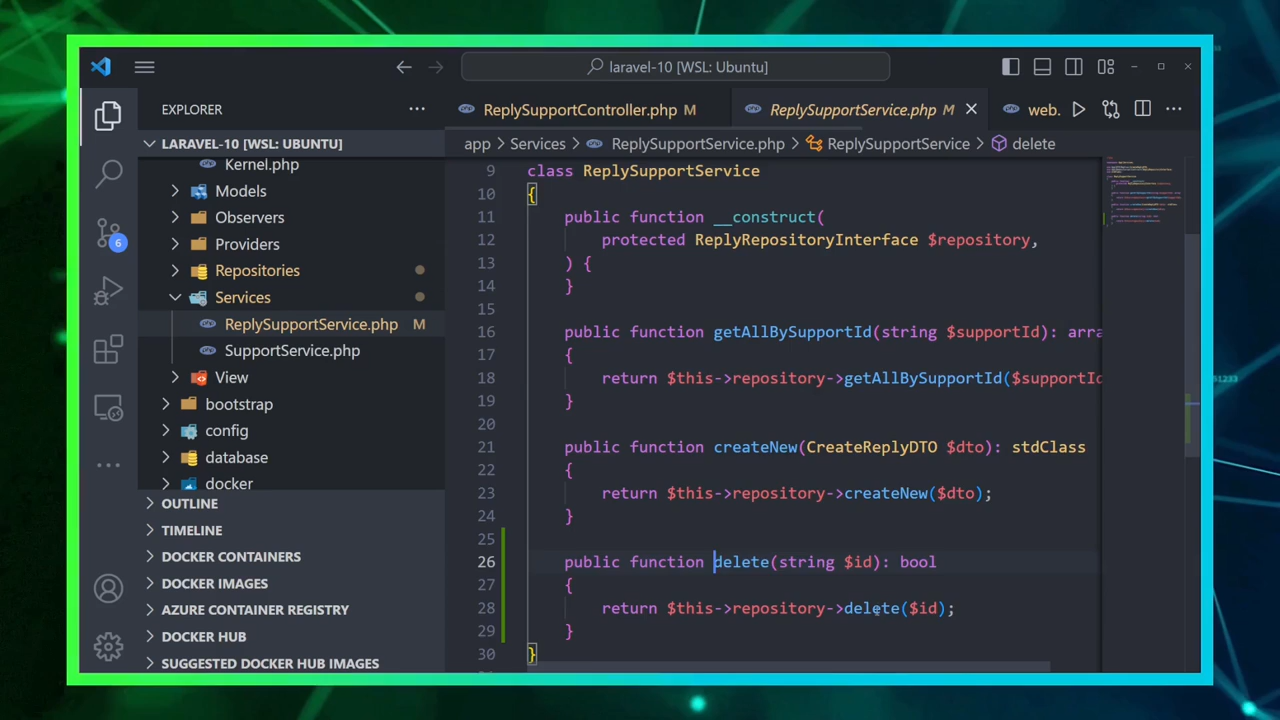 laravel-10 [WSL: Ubuntu]
EXPLORER
ReplySupportController.php M
ReplySupportService.php M
web.
LARAVEL-10 [WSL: UBUNTU]
app > Services > ReplySupportService.php > ReplySupportService > delete
Kernel.php
Models
Observers
Providers
Repositories
Services
ReplySupportService.php M
SupportService.php
View
bootstrap
config
database
docker
OUTLINE
TIMELINE
DOCKER CONTAINERS
DOCKER IMAGES
AZURE CONTAINER REGISTRY
DOCKER HUB
SUGGESTED DOCKER HUB IMAGES
6
9 class ReplySupportService
10 {
11 public function __construct(
12 protected ReplyRepositoryInterface $repository,
13 ) {
14 }
15
16 public function getAllBySupportId(string $supportId): arra
17 {
18 return $this->repository->getAllBySupportId($supportId
19 }
20
21 public function createNew(CreateReplyDTO $dto): stdClass
22 {
23 return $this->repository->createNew($dto);
24 }
25
26 public function delete(string $id): bool
27 {
28 return $this->repository->delete($id);
29 }
30 }
51233